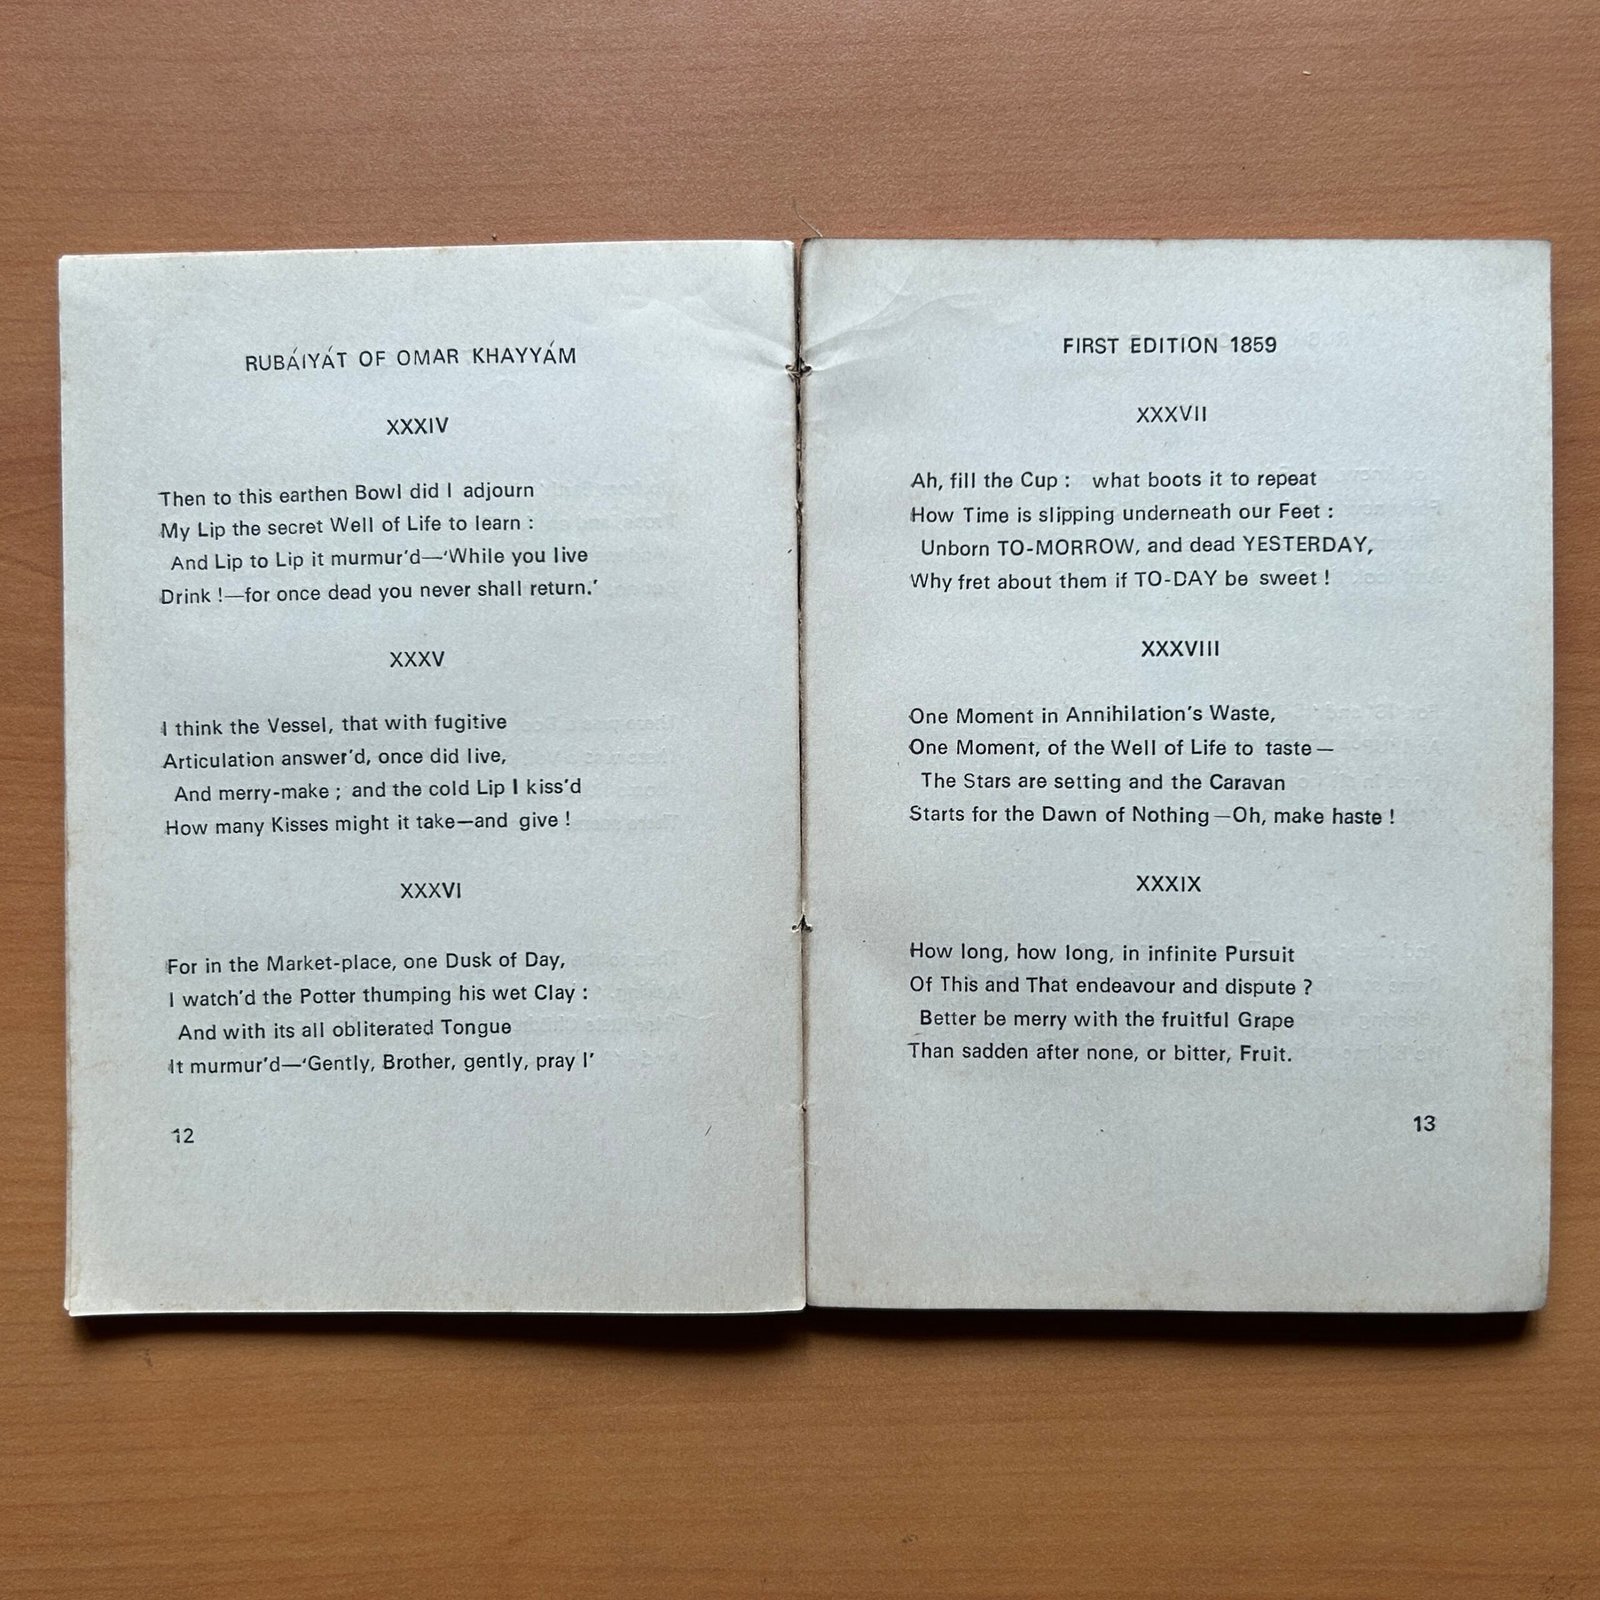 RUBÁIYÁT OF OMAR KHAYYÁM
XXXIV
Then to this earthen Bowl did I adjourn
My Lip the secret Well of Life to learn :
And Lip to Lip it murmur'd—'While you live
Drink !—for once dead you never shall return.'
XXXV
I think the Vessel, that with fugitive
Articulation answer'd, once did live,
And merry-make ; and the cold Lip I kiss'd
How many Kisses might it take—and give !
XXXVI
For in the Market-place, one Dusk of Day,
I watch'd the Potter thumping his wet Clay :
And with its all obliterated Tongue
It murmur'd—'Gently, Brother, gently, pray I'
12
FIRST EDITION 1859
XXXVII
Ah, fill the Cup : what boots it to repeat
How Time is slipping underneath our Feet :
Unborn TO-MORROW, and dead YESTERDAY,
Why fret about them if TO-DAY be sweet !
XXXVIII
One Moment in Annihilation's Waste,
One Moment, of the Well of Life to taste—
The Stars are setting and the Caravan
Starts for the Dawn of Nothing—Oh, make haste !
XXXIX
How long, how long, in infinite Pursuit
Of This and That endeavour and dispute ?
Better be merry with the fruitful Grape
Than sadden after none, or bitter, Fruit.
13